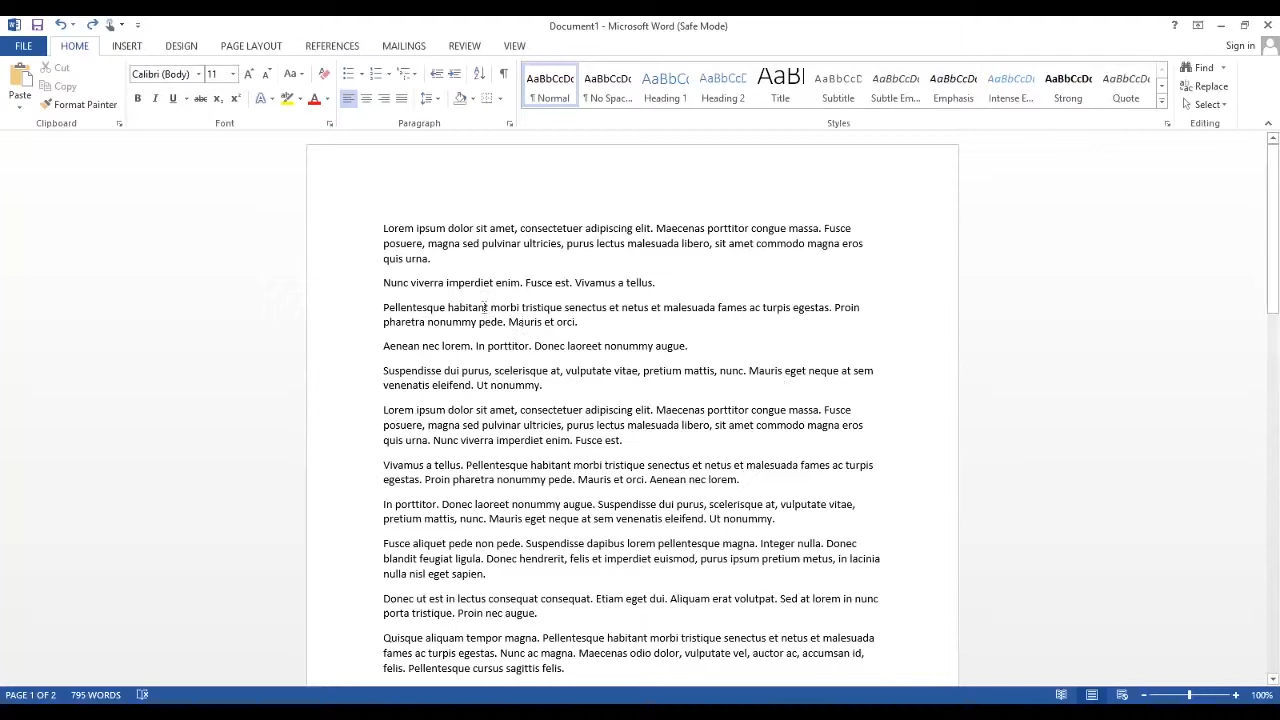 Document1 - Microsoft Word (Safe Mode)
FILE HOME INSERT DESIGN PAGE LAYOUT REFERENCES MAILINGS REVIEW VIEW Sign in
Paste
Cut
Copy
Format Painter
Clipboard
Calibri (Body) 11
Font
Paragraph
AaBbCcDc AaBbCcDc AaBbC AaBbCcD AaB AaBbCcD AaBbCcDc AaBbCcDc AaBbCcDc AaBbCcDc AaBbCcDc
¶ Normal ¶ No Spac... Heading 1 Heading 2 Title Subtitle Subtle Em... Emphasis Intense E... Strong Quote
Styles
Find
Replace
Select
Editing
Lorem ipsum dolor sit amet, consectetuer adipiscing elit. Maecenas porttitor congue massa. Fusce
posuere, magna sed pulvinar ultricies, purus lectus malesuada libero, sit amet commodo magna eros
quis urna.
Nunc viverra imperdiet enim. Fusce est. Vivamus a tellus.
Pellentesque habitant morbi tristique senectus et netus et malesuada fames ac turpis egestas. Proin
pharetra nonummy pede. Mauris et orci.
Aenean nec lorem. In porttitor. Donec laoreet nonummy augue.
Suspendisse dui purus, scelerisque at, vulputate vitae, pretium mattis, nunc. Mauris eget neque at sem
venenatis eleifend. Ut nonummy.
Lorem ipsum dolor sit amet, consectetuer adipiscing elit. Maecenas porttitor congue massa. Fusce
posuere, magna sed pulvinar ultricies, purus lectus malesuada libero, sit amet commodo magna eros
quis urna. Nunc viverra imperdiet enim. Fusce est.
Vivamus a tellus. Pellentesque habitant morbi tristique senectus et netus et malesuada fames ac turpis
egestas. Proin pharetra nonummy pede. Mauris et orci. Aenean nec lorem.
In porttitor. Donec laoreet nonummy augue. Suspendisse dui purus, scelerisque at, vulputate vitae,
pretium mattis, nunc. Mauris eget neque at sem venenatis eleifend. Ut nonummy.
Fusce aliquet pede non pede. Suspendisse dapibus lorem pellentesque magna. Integer nulla. Donec
blandit feugiat ligula. Donec hendrerit, felis et imperdiet euismod, purus ipsum pretium metus, in lacinia
nulla nisl eget sapien.
Donec ut est in lectus consequat consequat. Etiam eget dui. Aliquam erat volutpat. Sed at lorem in nunc
porta tristique. Proin nec augue.
Quisque aliquam tempor magna. Pellentesque habitant morbi tristique senectus et netus et malesuada
fames ac turpis egestas. Nunc ac magna. Maecenas odio dolor, vulputate vel, auctor ac, accumsan id,
felis. Pellentesque cursus sagittis felis.
PAGE 1 OF 2 795 WORDS 100%